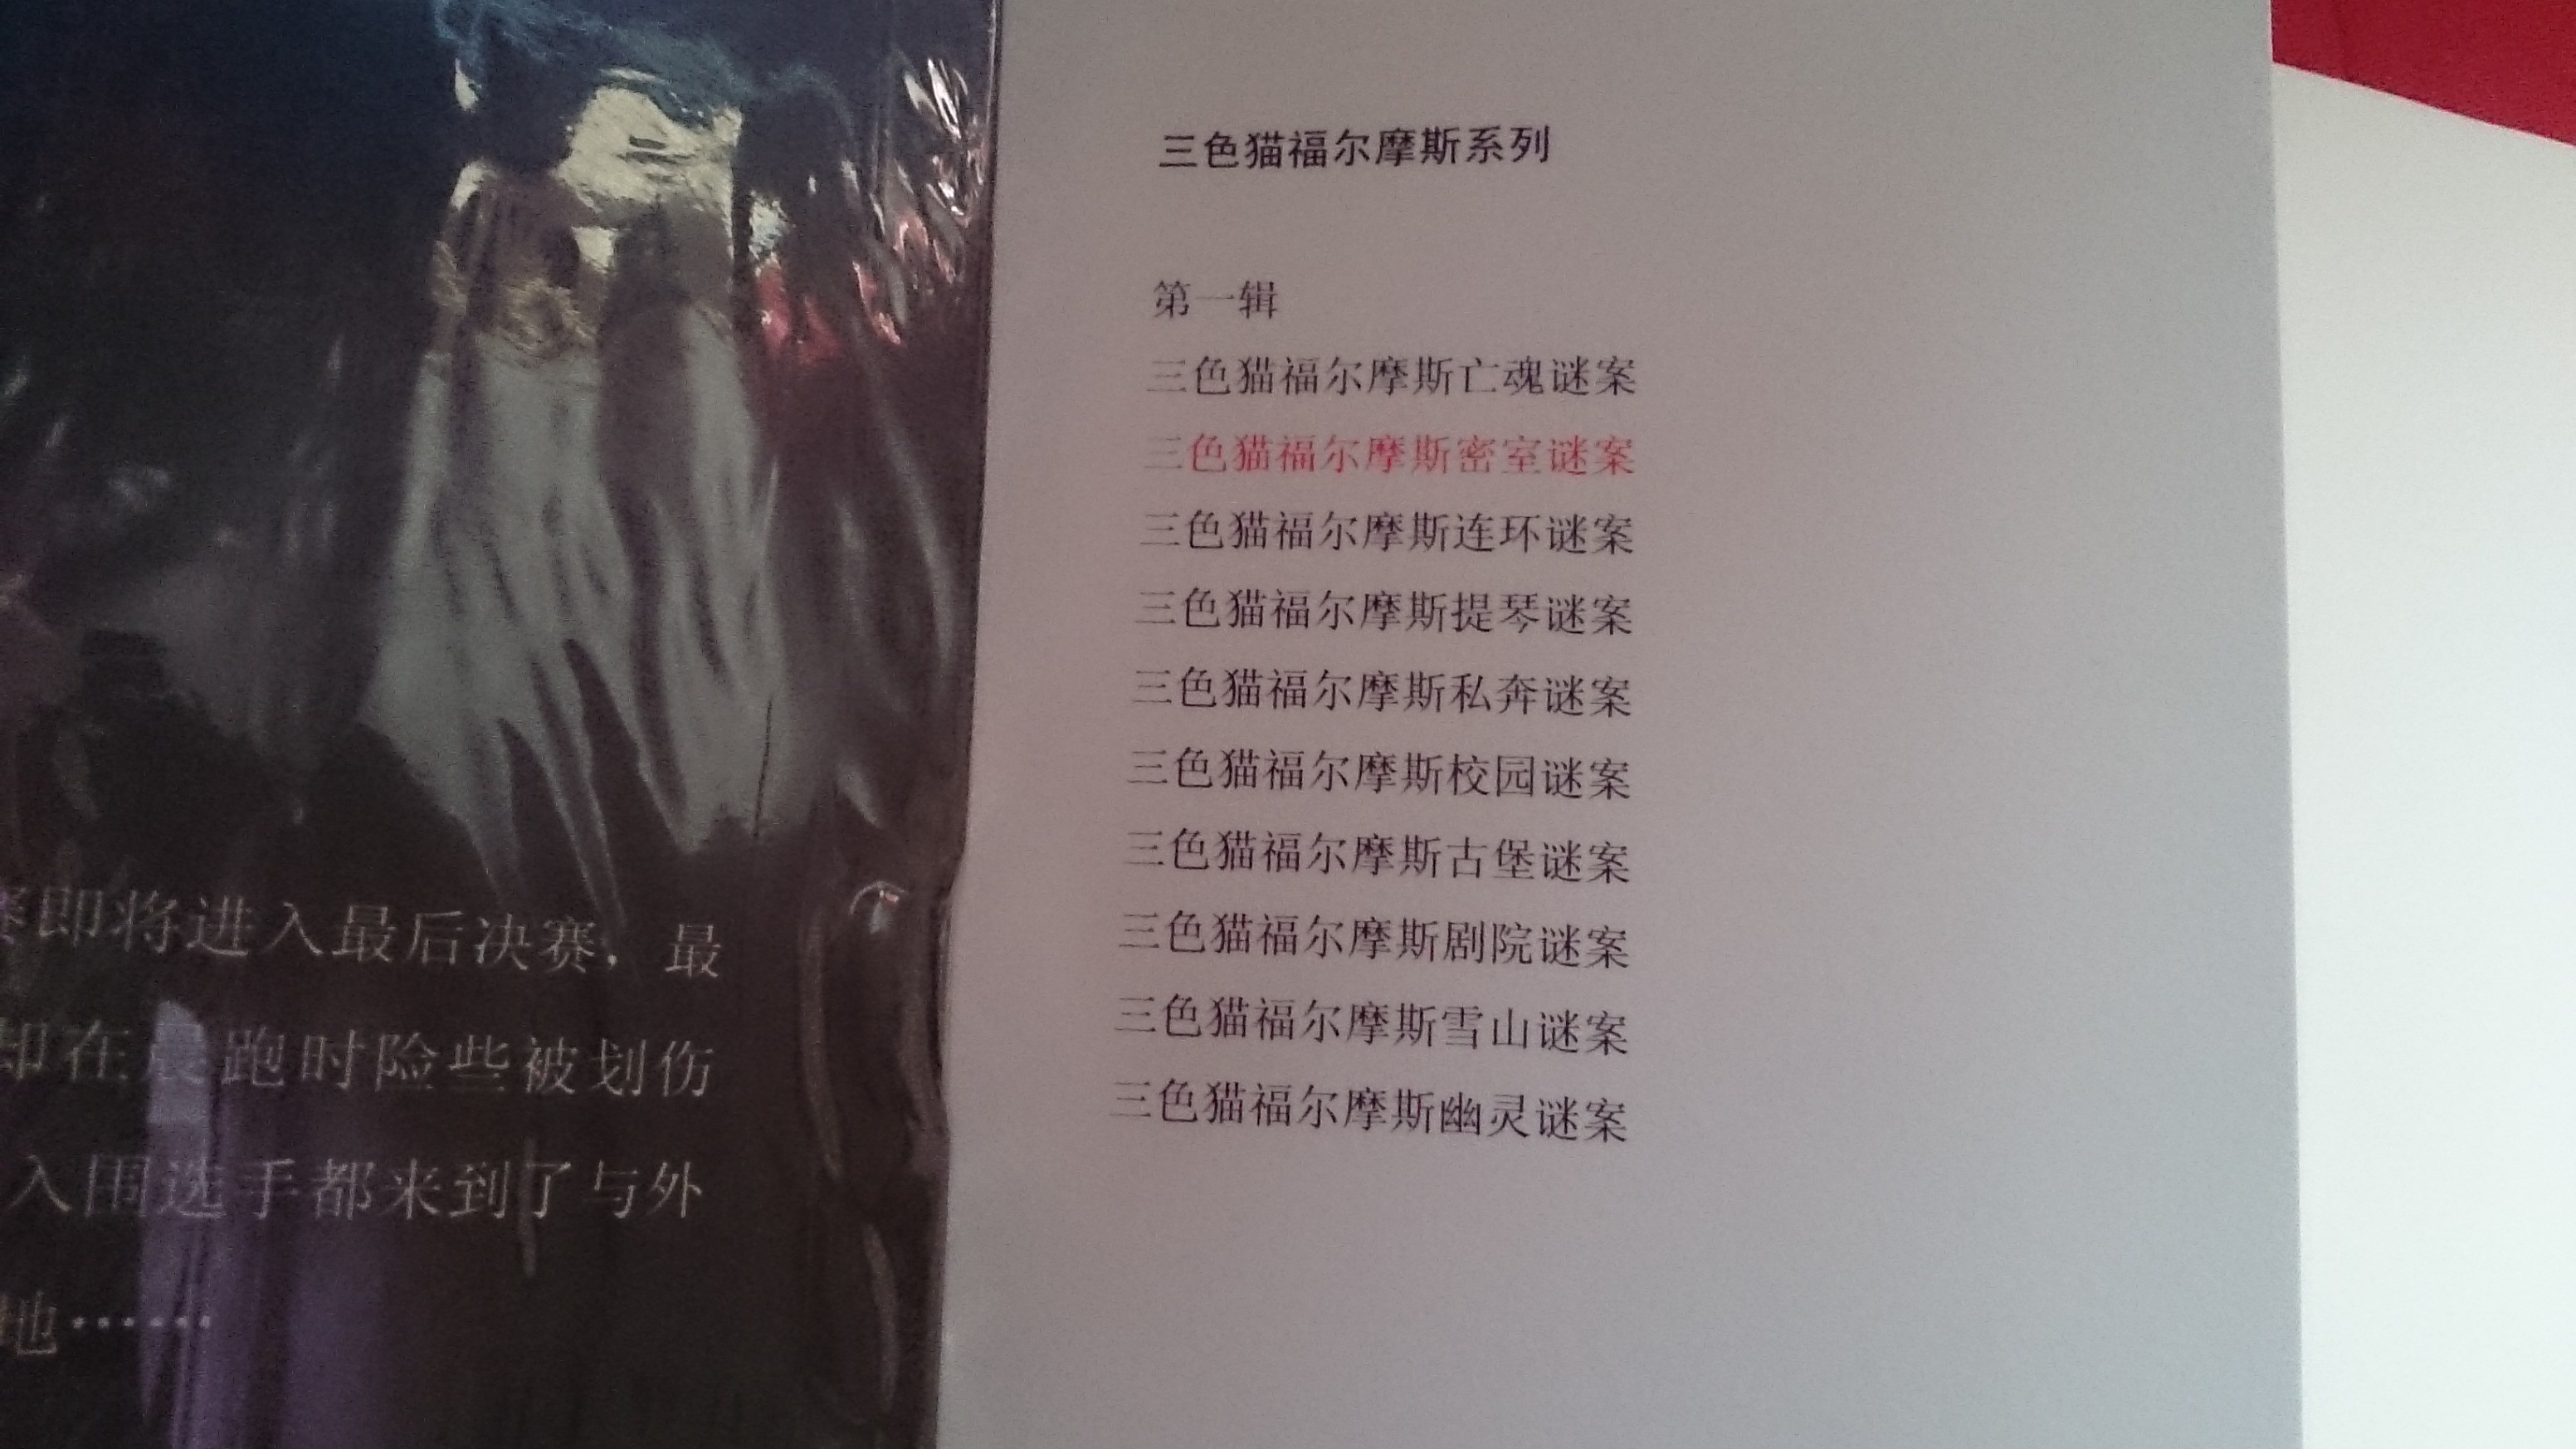 三色猫福尔摩斯系列
第一辑
三色猫福尔摩斯亡魂谜案
三色猫福尔摩斯密室谜案
三色猫福尔摩斯连环谜案
三色猫福尔摩斯提琴谜案
三色猫福尔摩斯私奔谜案
三色猫福尔摩斯校园谜案
三色猫福尔摩斯古堡谜案
三色猫福尔摩斯剧院谜案
三色猫福尔摩斯雪山谜案
三色猫福尔摩斯幽灵谜案
赛即将进入最后决赛，最
却在晨跑时险些被划伤
入围选手都来到了与外
地……